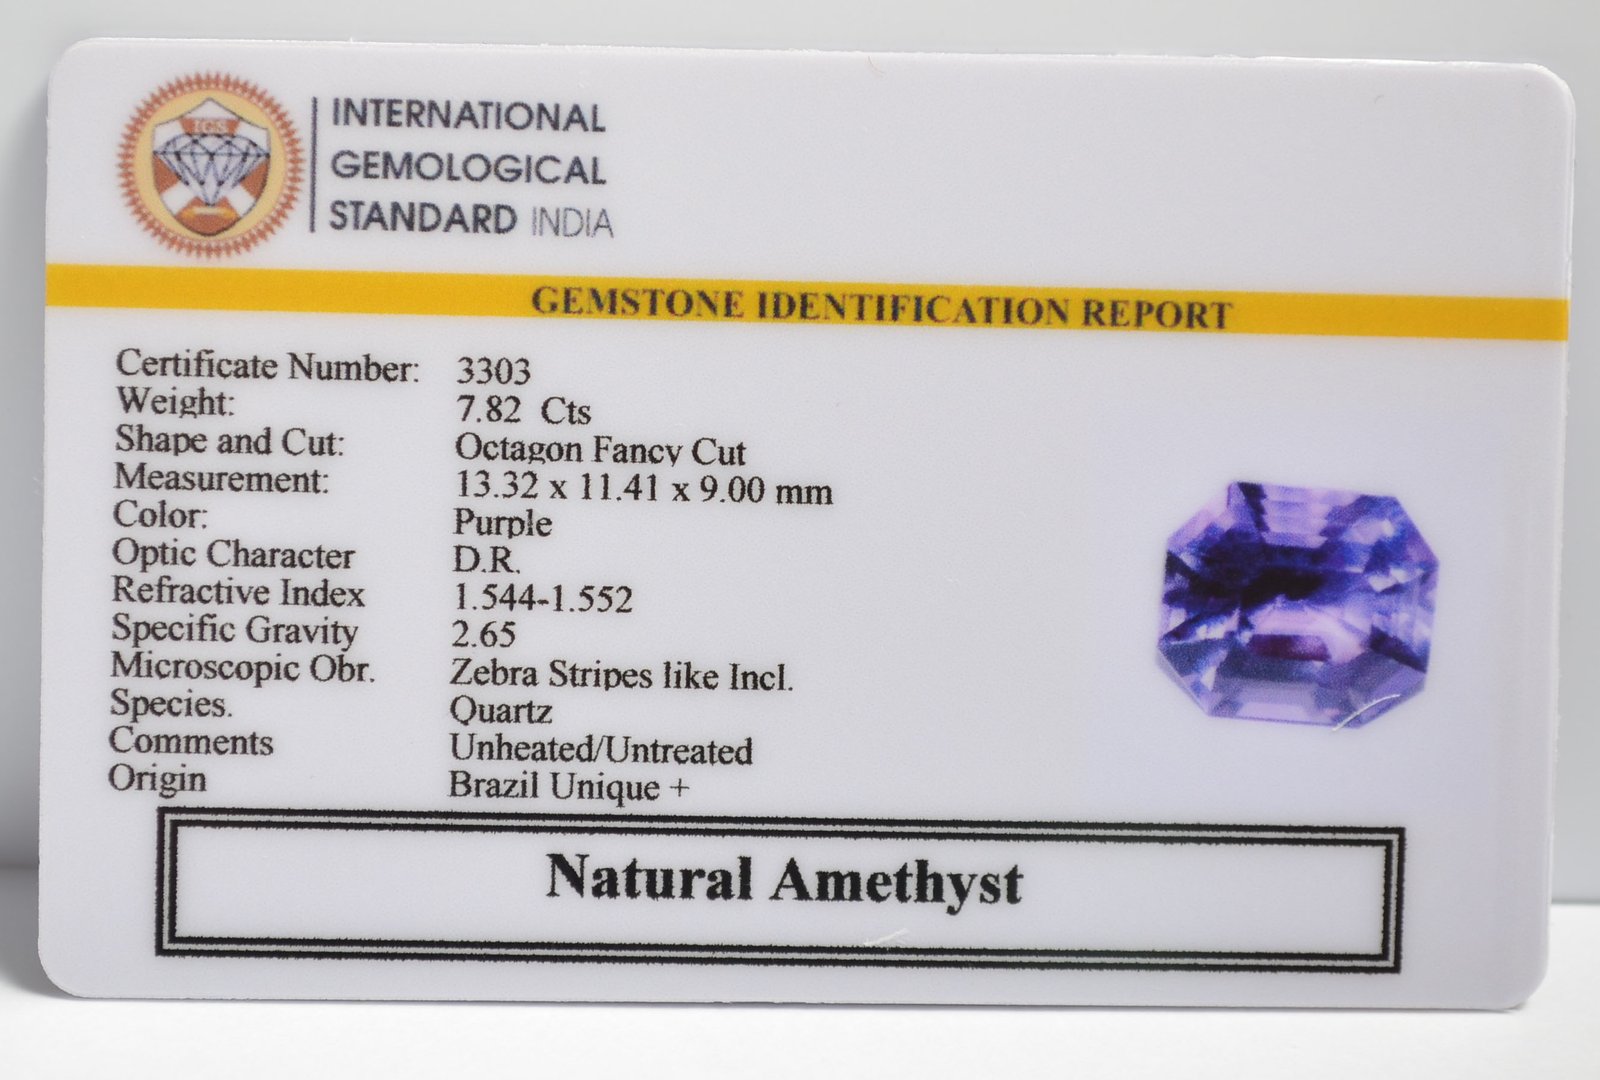 IGS
INTERNATIONAL
GEMOLOGICAL
STANDARD INDIA
GEMSTONE IDENTIFICATION REPORT
Certificate Number: 3303
Weight: 7.82 Cts
Shape and Cut: Octagon Fancy Cut
Measurement: 13.32 x 11.41 x 9.00 mm
Color: Purple
Optic Character D.R.
Refractive Index 1.544-1.552
Specific Gravity 2.65
Microscopic Obr. Zebra Stripes like Incl.
Species. Quartz
Comments Unheated/Untreated
Origin Brazil Unique +
Natural Amethyst